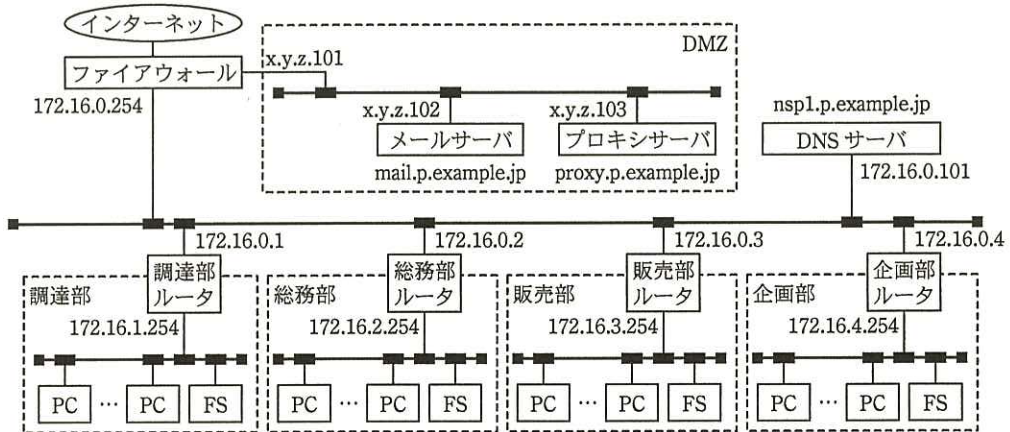 インターネット
ファイアウォール
x.y.z.101
172.16.0.254
DMZ
x.y.z.102
x.y.z.103
メールサーバ
プロキシサーバ
mail.p.example.jp
proxy.p.example.jp
nsp1.p.example.jp
DNS サーバ
172.16.0.101
172.16.0.1
172.16.0.2
172.16.0.3
172.16.0.4
調達部
調達部
ルータ
172.16.1.254
PC … PC FS
総務部
総務部
ルータ
172.16.2.254
PC … PC FS
販売部
販売部
ルータ
172.16.3.254
PC … PC FS
企画部
企画部
ルータ
172.16.4.254
PC … PC FS